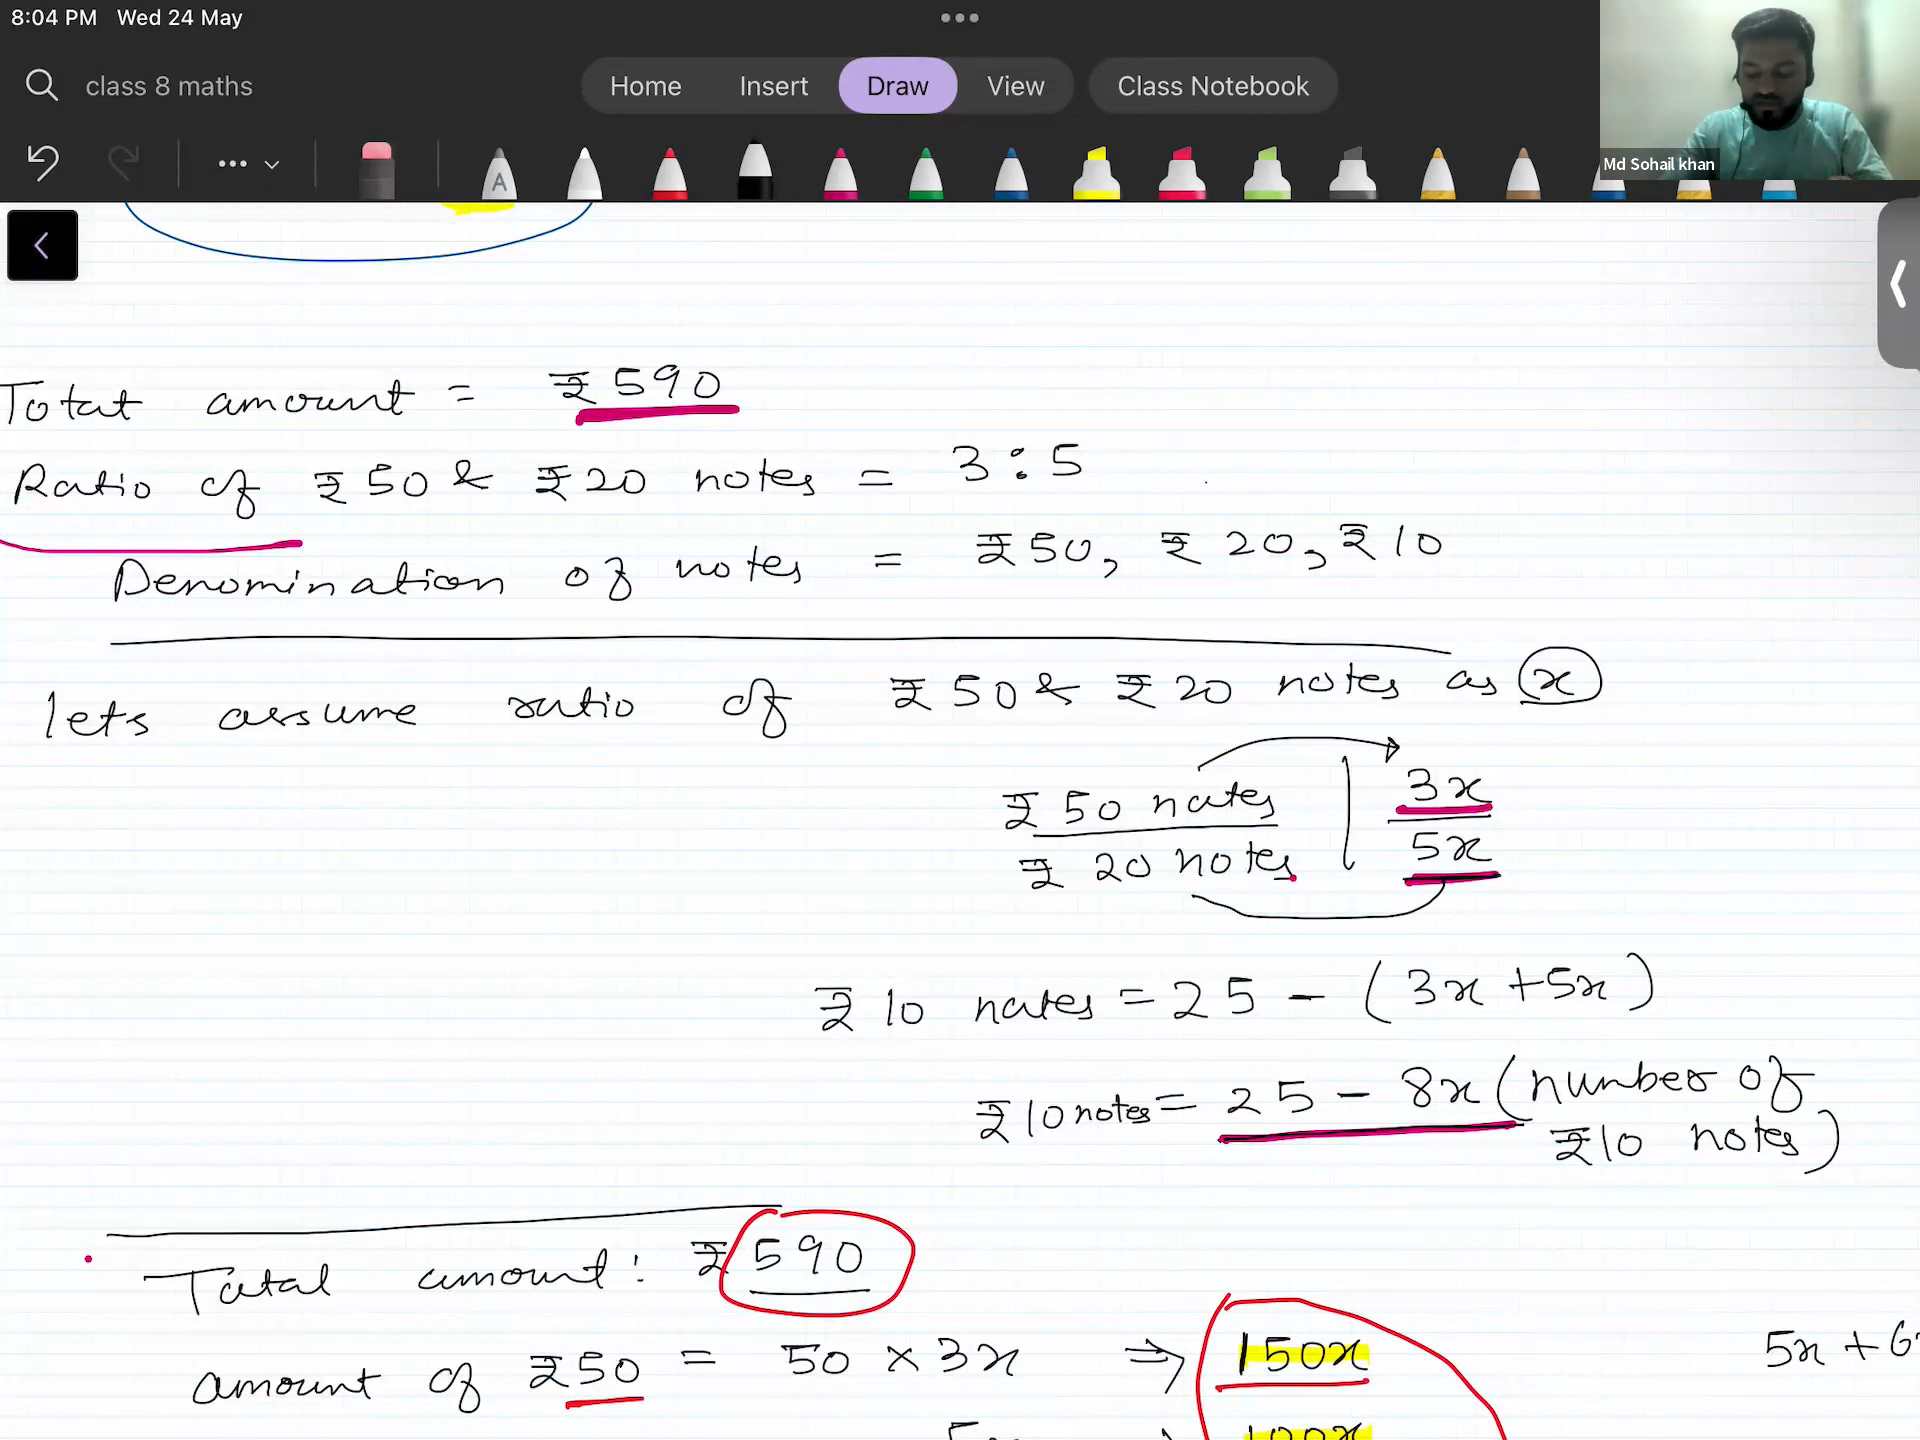 8:04 PM Wed 24 May
class 8 maths
Home Insert Draw View Class Notebook
A
Md Sohail khan
Total amount = ₹590
Ratio of ₹50 & ₹20 notes = 3:5
Denomination of notes = ₹50, ₹20, ₹10
lets assume ratio of ₹50 & ₹20 notes as x
₹50 notes | 3x
₹20 notes | 5x
₹10 notes = 25 - (3x + 5x)
₹10 notes = 25 - 8x (number of
₹10 notes)
Total amount: ₹590
amount of ₹50 = 50 × 3x ⇒ 150x
5x +